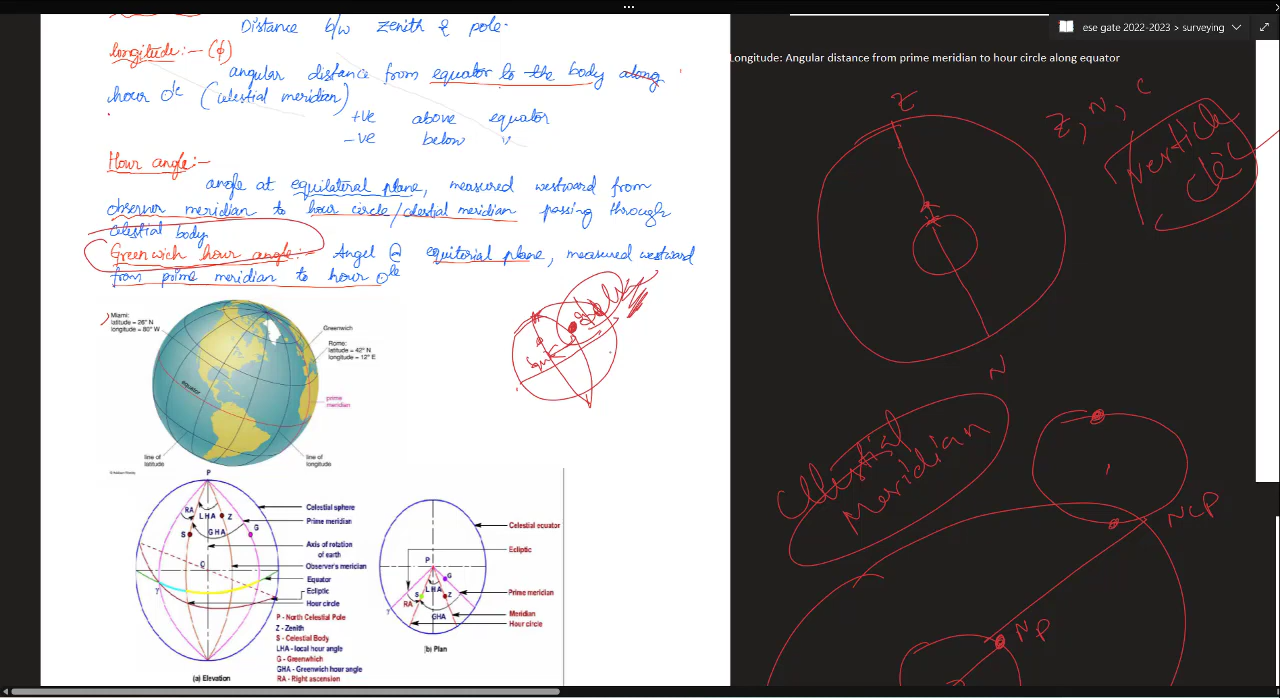 Distance b/w zenith & pole.
longitude:- (ϕ)
angular distance from equator to the body along
hour ⊙le (celestial meridian)
+ve above equator
-ve below ,,
Hour angle:-
angle at equilateral plane, measured westward from
observer meridian to hour circle/celestial meridian passing through
celestial body
Greenwich hour angle:- Angel @ equitorial plane, measured westward
from prime meridian to hour ⊙le
Miami:
latitude = 26° N
longitude = 80° W
Greenwich
Rome:
latitude = 42° N
longitude = 12° E
equator
prime
meridian
line of
latitude
line of
longitude
P
RA
LHA
Z
S
GHA
G
O
γ
Celestial sphere
Prime meridian
Axis of rotation
of earth
Observer's meridian
Equator
Ecliptic
Hour circle
P - North Celestial Pole
Z - Zenith
S - Celestial Body
LHA - local hour angle
G - Greenwhich
GHA - Greenwich hour angle
RA - Right ascension
(a) Elevation
Celestial equator
Ecliptic
P
G
S
LHA
Z
RA
γ
GHA
Prime meridian
Meridian
Hour circle
(b) Plan
ese gate 2022-2023 > surveying
Longitude: Angular distance from prime meridian to hour circle along equator
Z
Z, N, C
verticle
N
Celestial
Meridian
NCP
NP